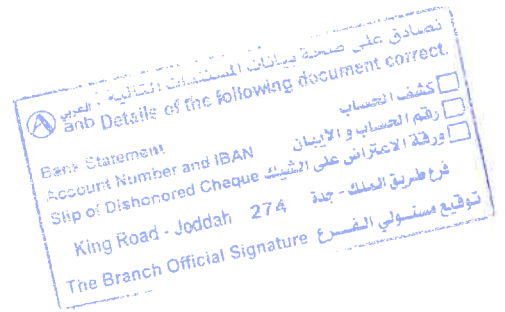 نصادق على صحة بيانات المستندات التالية :
العربي
anb Details of the following document correct.
Bank Statement كشف الحساب
Account Number and IBAN رقم الحساب و الايبان
Slip of Dishonored Cheque ورقة الاعتراض على الشيك
King Road - Joddah 274 فرع طريق الملك - جدة
The Branch Official Signature توقيع مسئولي الفرع